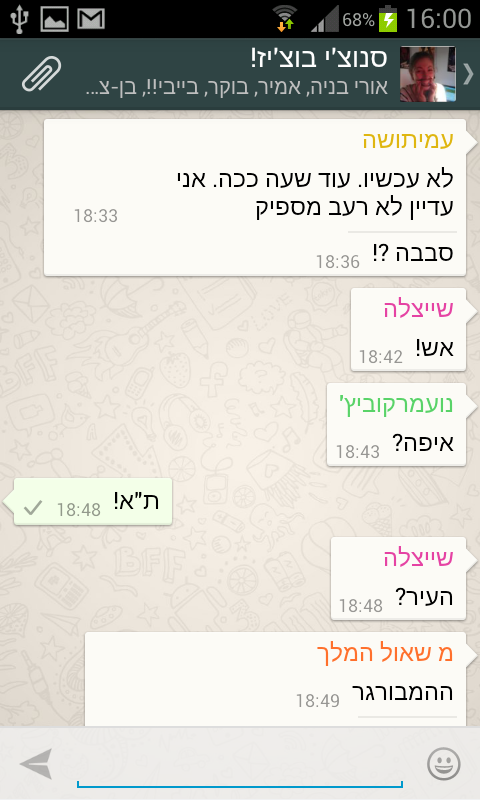 68% 16:00
סנוצ'י בוצ'יז!
אורי בניה, אמיר, בוקר, בייבי!!, בן-צ...
עמיתושה
לא עכשיו. עוד שעה ככה. אני
עדיין לא רעב מספיק
18:33
סבבה ?!
18:36
שייצלה
אש!
18:42
נועמרקוביץ'
איפה?
18:43
ת"א!
18:48
שייצלה
העיר?
18:48
מ שאול המלך
ההמבורגר
18:49